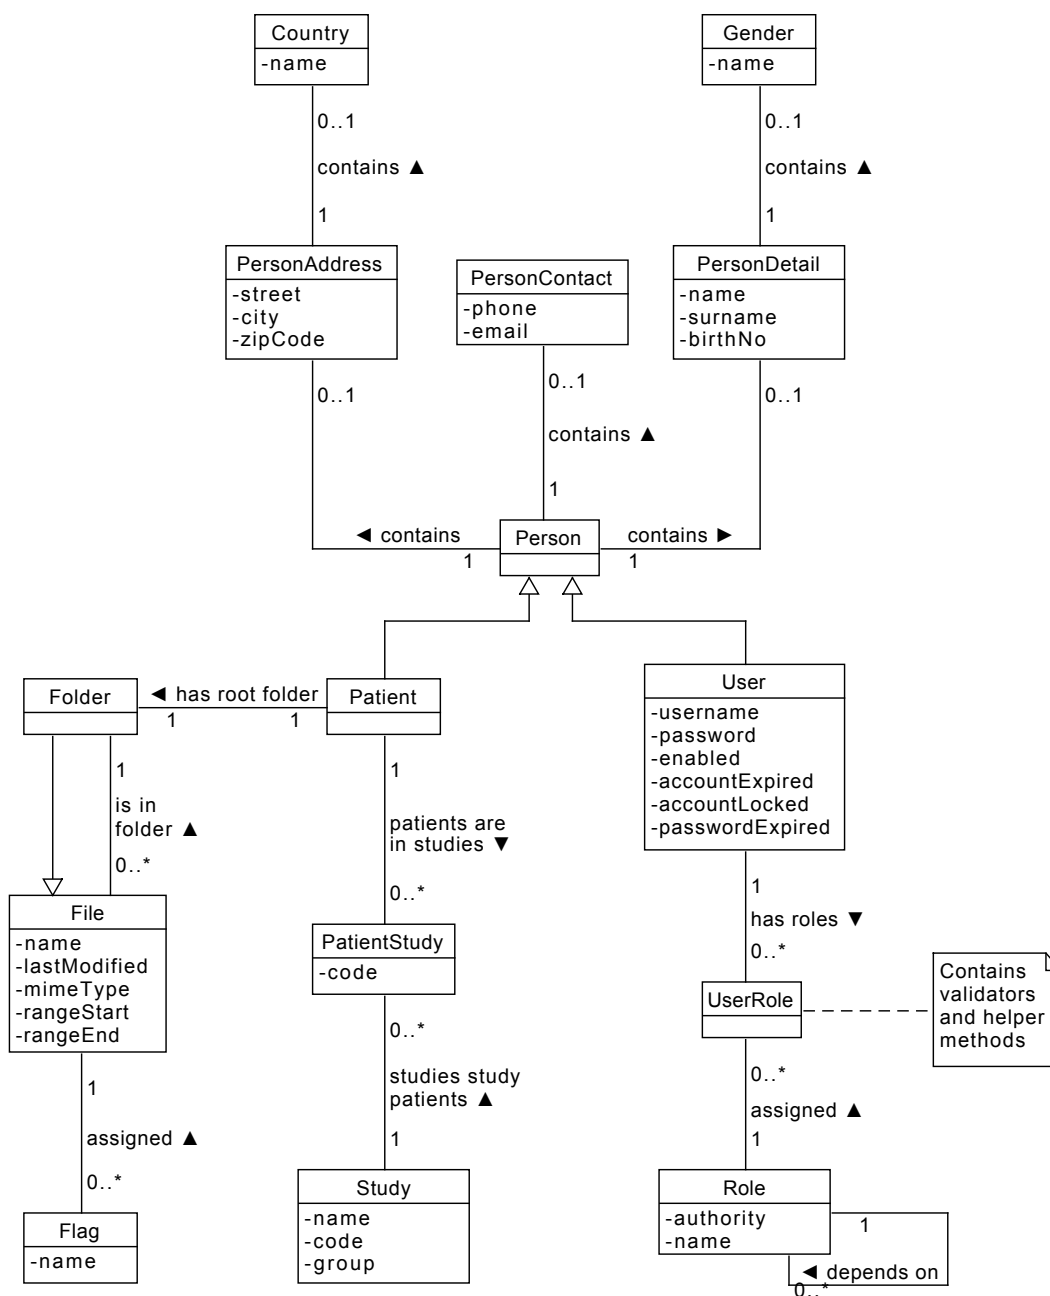 Country
-name
Gender
-name
0..1
contains ▲
1
0..1
contains ▲
1
PersonAddress
-street
-city
-zipCode
PersonContact
-phone
-email
PersonDetail
-name
-surname
-birthNo
0..1
0..1
contains ▲
1
0..1
◄ contains
1
Person
contains ►
1
Folder
◄ has root folder
1
1
Patient
User
-username
-password
-enabled
-accountExpired
-accountLocked
-passwordExpired
1
is in
folder ▲
0..*
1
patients are
in studies ▼
0..*
1
has roles ▼
0..*
File
-name
-lastModified
-mimeType
-rangeStart
-rangeEnd
PatientStudy
-code
UserRole
Contains
validators
and helper
methods
1
assigned ▲
0..*
0..*
studies study
patients ▲
1
0..*
assigned ▲
1
Flag
-name
Study
-name
-code
-group
Role
-authority
-name
1
◄ depends on
0..*